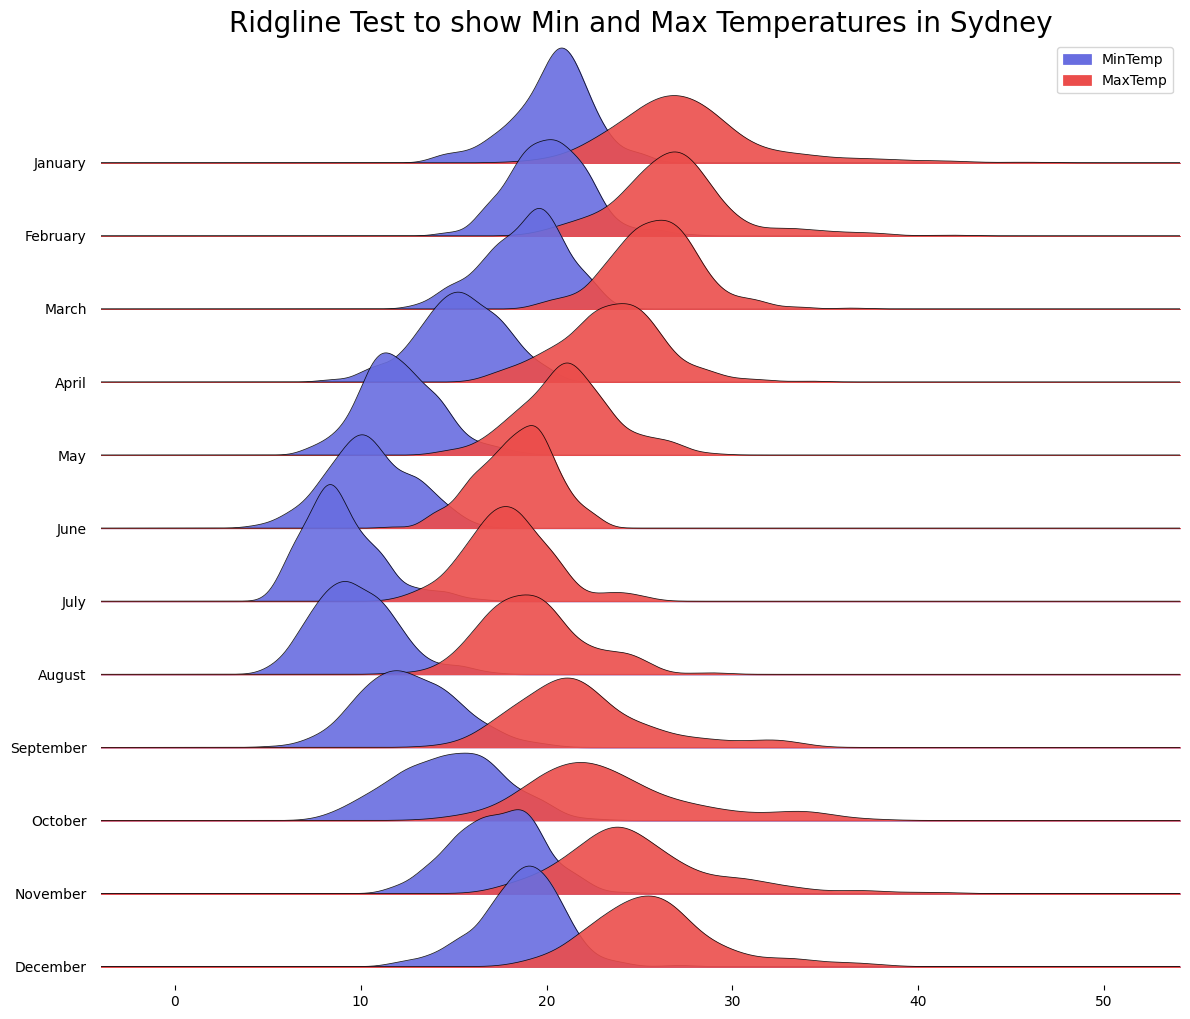 Ridgline Test to show Min and Max Temperatures in Sydney
MinTemp
MaxTemp
January
February
March
April
May
June
July
August
September
October
November
December
0 10 20 30 40 50